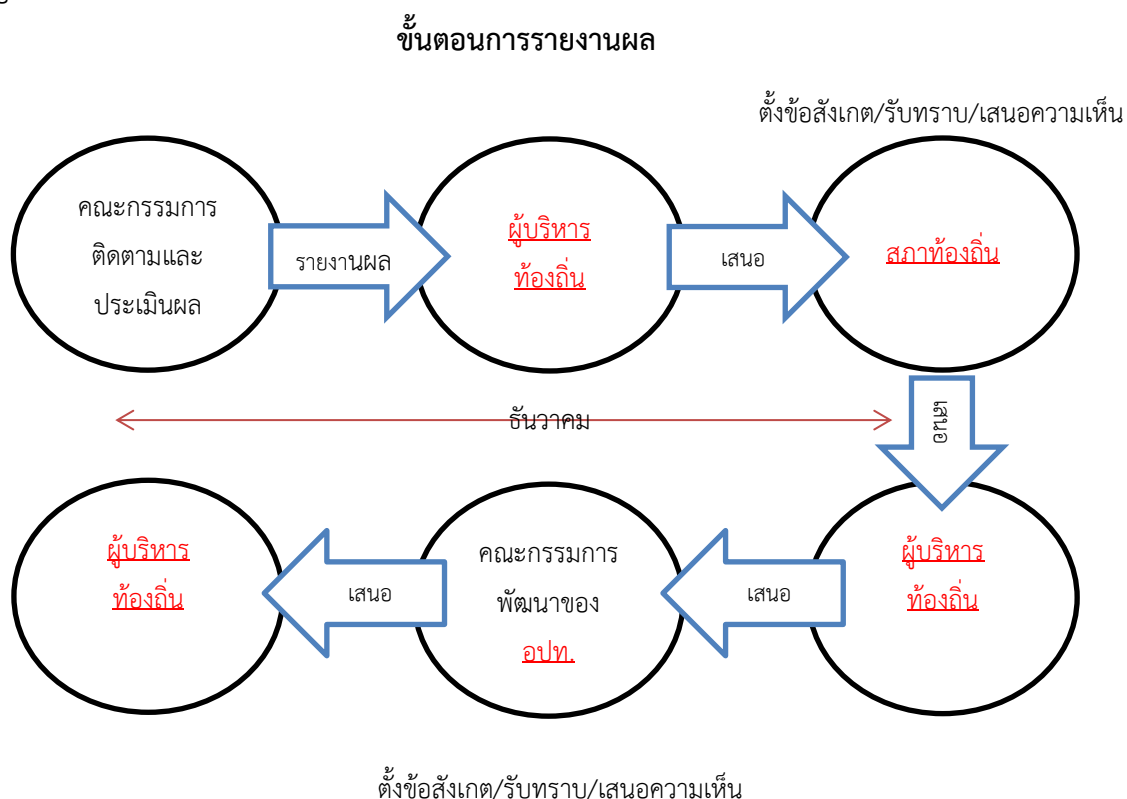 ขั้นตอนการรายงานผล
ตั้งข้อสังเกต/รับทราบ/เสนอความเห็น
คณะกรรมการ
ติดตามและ
ประเมินผล
รายงานผล
ผู้บริหาร
ท้องถิ่น
เสนอ
สภาท้องถิ่น
ธันวาคม
เสนอ
ผู้บริหาร
ท้องถิ่น
เสนอ
คณะกรรมการ
พัฒนาของ
อปท.
เสนอ
ผู้บริหาร
ท้องถิ่น
ตั้งข้อสังเกต/รับทราบ/เสนอความเห็น